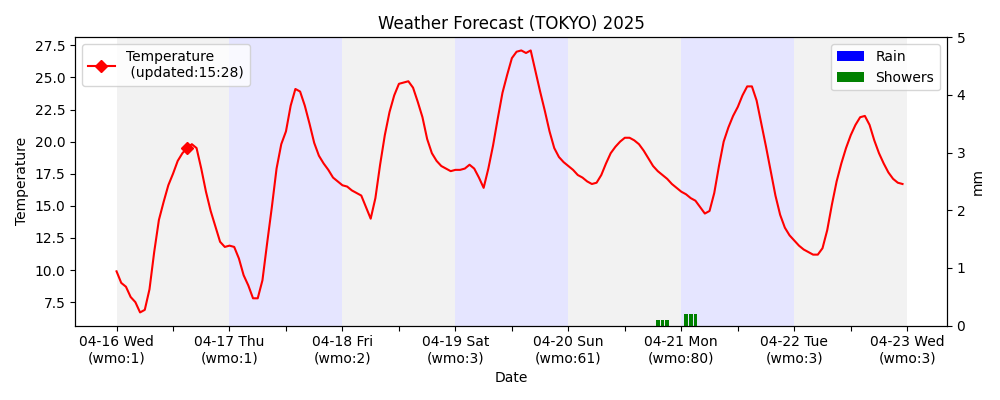 Weather Forecast (TOKYO) 2025
Temperature
(updated:15:28)
Rain
Showers
27.5
25.0
22.5
20.0
17.5
15.0
12.5
10.0
7.5
Temperature
5
4
3
2
1
0
mm
04-16 Wed
(wmo:1)
04-17 Thu
(wmo:1)
04-18 Fri
(wmo:2)
04-19 Sat
(wmo:3)
04-20 Sun
(wmo:61)
04-21 Mon
(wmo:80)
04-22 Tue
(wmo:3)
04-23 Wed
(wmo:3)
Date